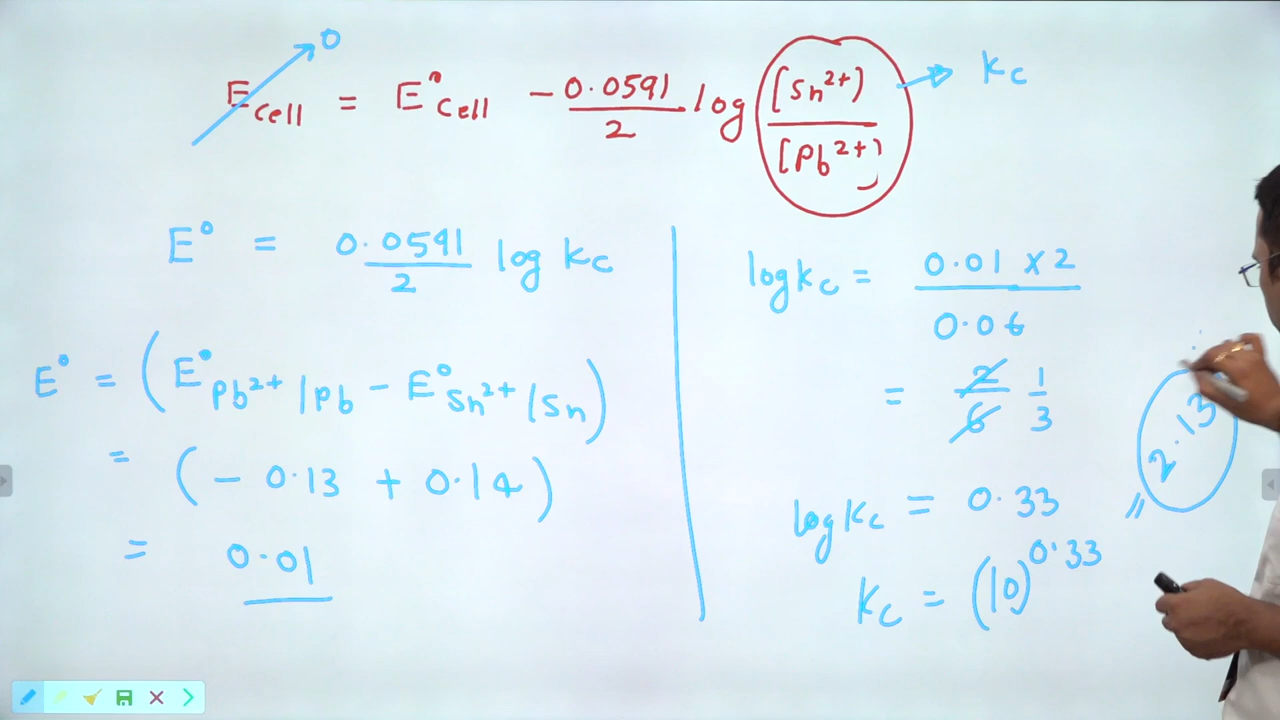 0
E cell = E° cell - 0.0591/2 log [Sn²⁺)/[Pb²⁺) → Kc
E° = 0.0591/2 log Kc
E° = (E° Pb²⁺/Pb - E° Sn²⁺/Sn)
= (- 0.13 + 0.14)
= 0.01
log Kc = 0.01 x 2/0.06
= 2/6 1/3
log Kc = 0.33
Kc = (10)^0.33
= 2.13